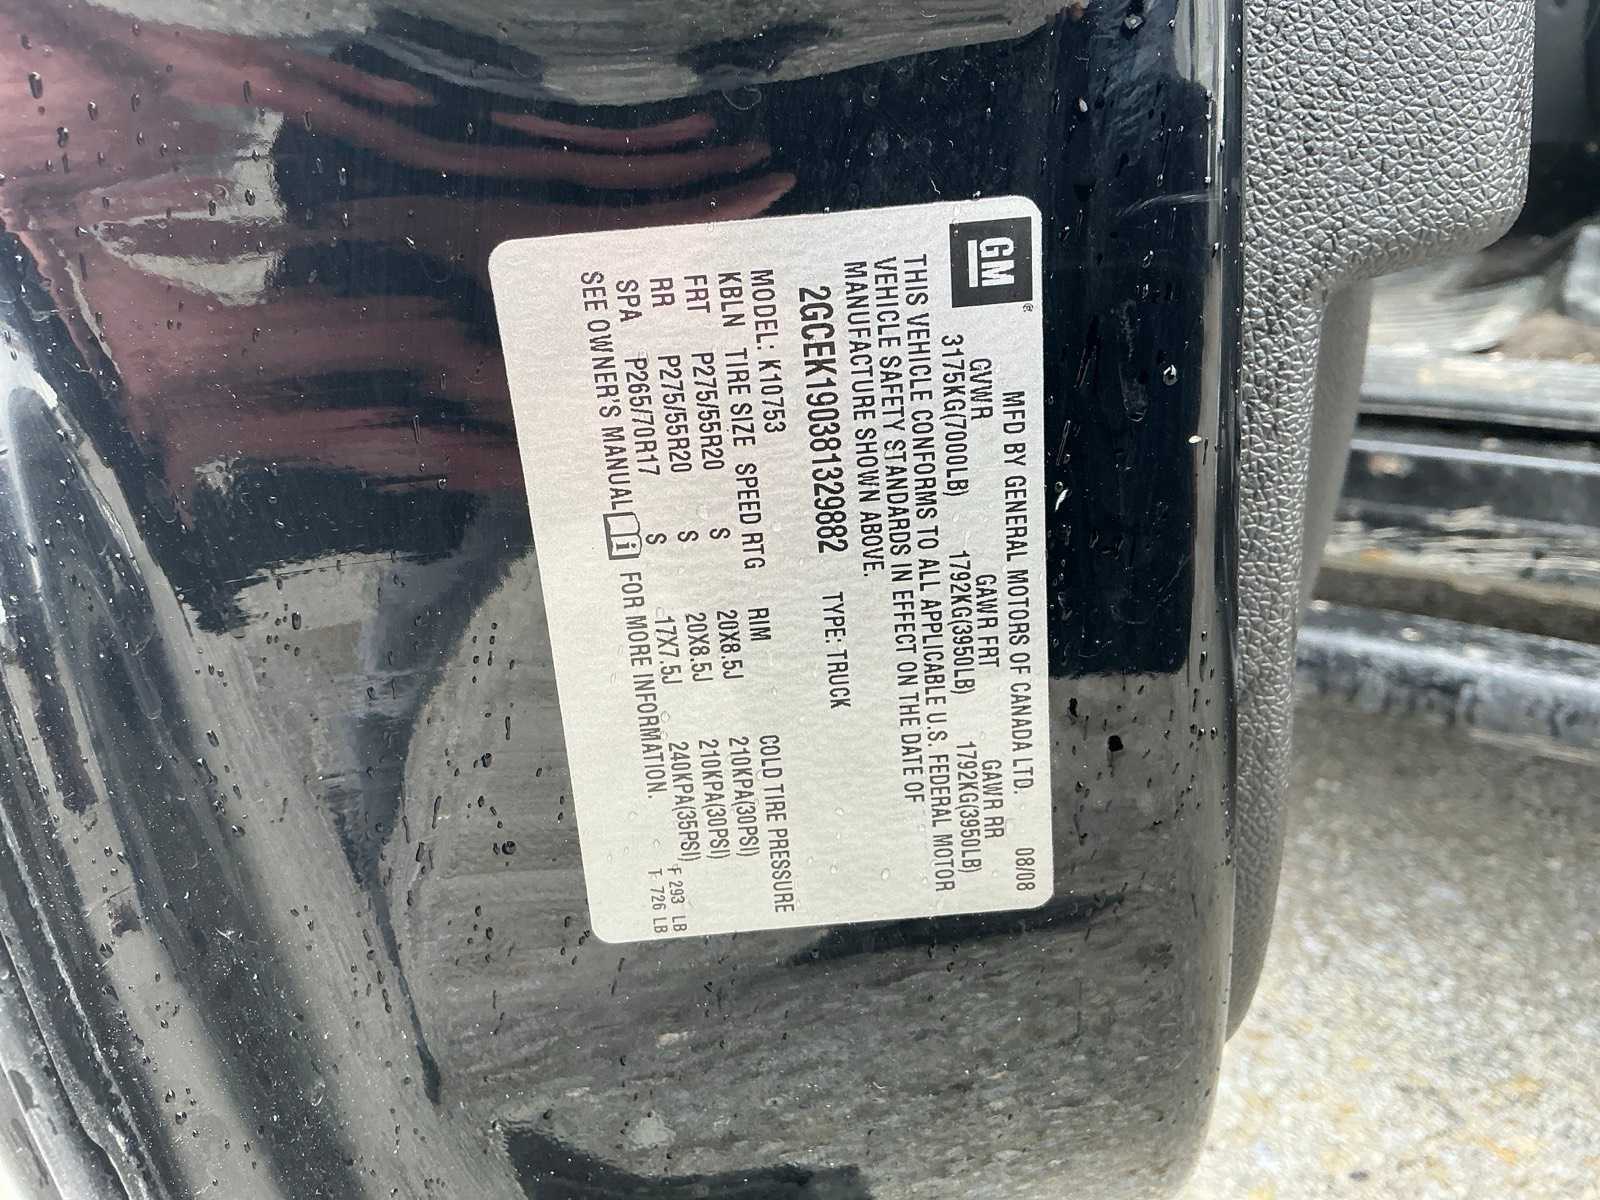 GM ®
MFD BY GENERAL MOTORS OF CANADA LTD. 08/08
GVWR GAWR FRT GAWR RR
3175KG(7000LB) 1792KG(3950LB) 1792KG(3950LB)
THIS VEHICLE CONFORMS TO ALL APPLICABLE U.S. FEDERAL MOTOR
VEHICLE SAFETY STANDARDS IN EFFECT ON THE DATE OF
MANUFACTURE SHOWN ABOVE.
2GCEK190381329882 TYPE: TRUCK
MODEL: K10753
KBLN TIRE SIZE SPEED RTG RIM COLD TIRE PRESSURE
FRT P275/55R20 S 20X8.5J 210KPA(30PSI)
RR P275/55R20 S 20X8.5J 210KPA(30PSI)
SPA P265/70R17 S 17X7.5J 240KPA(35PSI) F 293 LB
SEE OWNER'S MANUAL i FOR MORE INFORMATION. T 726 LB